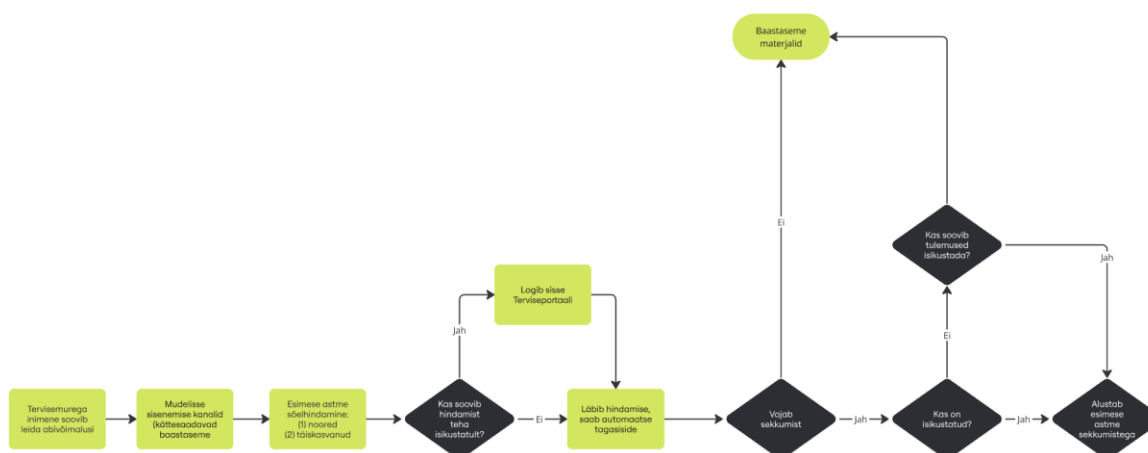 Baastaseme
materjalid
Ei
Kas soovib
tulemused
isikustada?
Jah
Logib sisse
Terviseportaali
Jah
Ei
Tervisemurega
inimene soovib
leida abivõimalusi
Mudelisse
sisenemise kanalid
(kättesaadavad
baastaseme
Esimese astme
sõelhindamine:
(1) noored
(2) täiskasvanud
Kas soovib
hindamist
teha
isikustatult?
Ei
Läbib hindamise,
saab automaatse
tagasiside
Vajab
sekkumist
Jah
Kas on
isikustatud?
Jah
Alustab
esimese
astme
sekkumistega